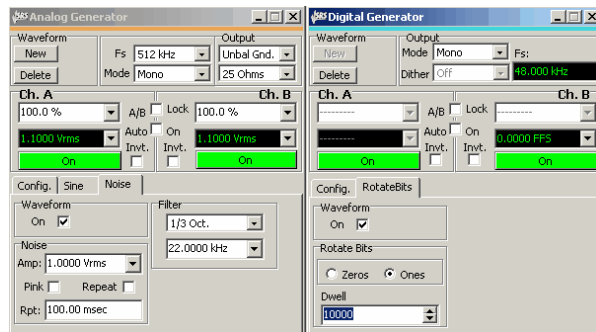 SRS Analog Generator
Waveform
New
Delete
Fs 512 kHz
Mode Mono
Output
Unbal Gnd.
25 Ohms
Ch. A
Ch. B
100.0 %
A/B
Lock
100.0 %
1.1000 Vrms
Auto
On
1.1000 Vrms
Invt.
Invt.
On
On
Config.
Sine
Noise
Waveform
On
Filter
1/3 Oct.
22.0000 kHz
Noise
Amp: 1.0000 Vrms
Pink
Repeat
Rpt: 100.00 msec
SRS Digital Generator
Waveform
New
Delete
Output
Mode Mono
Fs:
Dither Off
48.000 kHz
Ch. A
Ch. B
---------
A/B
Lock
---------
---------
Auto
On
0.0000 FFS
Invt.
Invt.
On
On
Config.
RotateBits
Waveform
On
Rotate Bits
Zeros
Ones
Dwell
10000